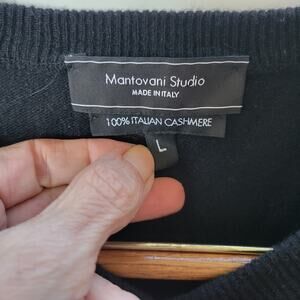 Mantovani Studio
MADE IN ITALY
100% ITALIAN CASHMERE
L